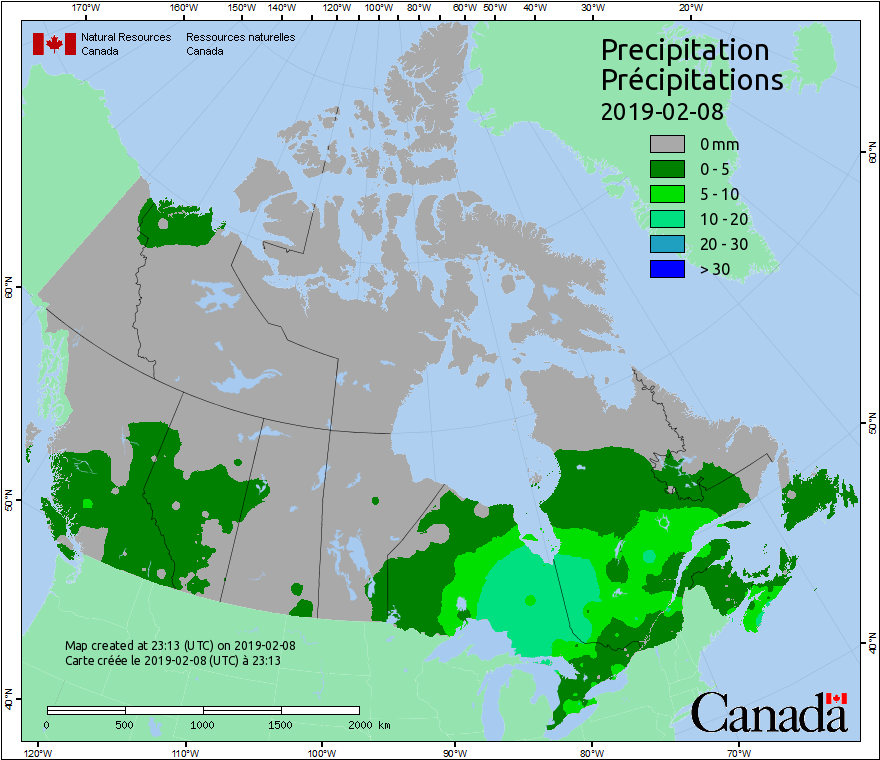 170°W 160°W 150°W 140°W 130°W 120°W 110°W 100°W 90°W 80°W 60°W 50°W 40°W 30°W 20°W
Natural Resources Canada
Ressources naturelles Canada
Precipitation
Précipitations
2019-02-08
0 mm
0 - 5
5 - 10
10 - 20
20 - 30
> 30
60°N
50°N
40°N
60°N
50°N
40°N
Map created at 23:13 (UTC) on 2019-02-08
Carte créée le 2019-02-08 (UTC) à 23:13
0 500 1000 1500 2000 km
Canada
120°W 110°W 100°W 90°W 80°W 70°W